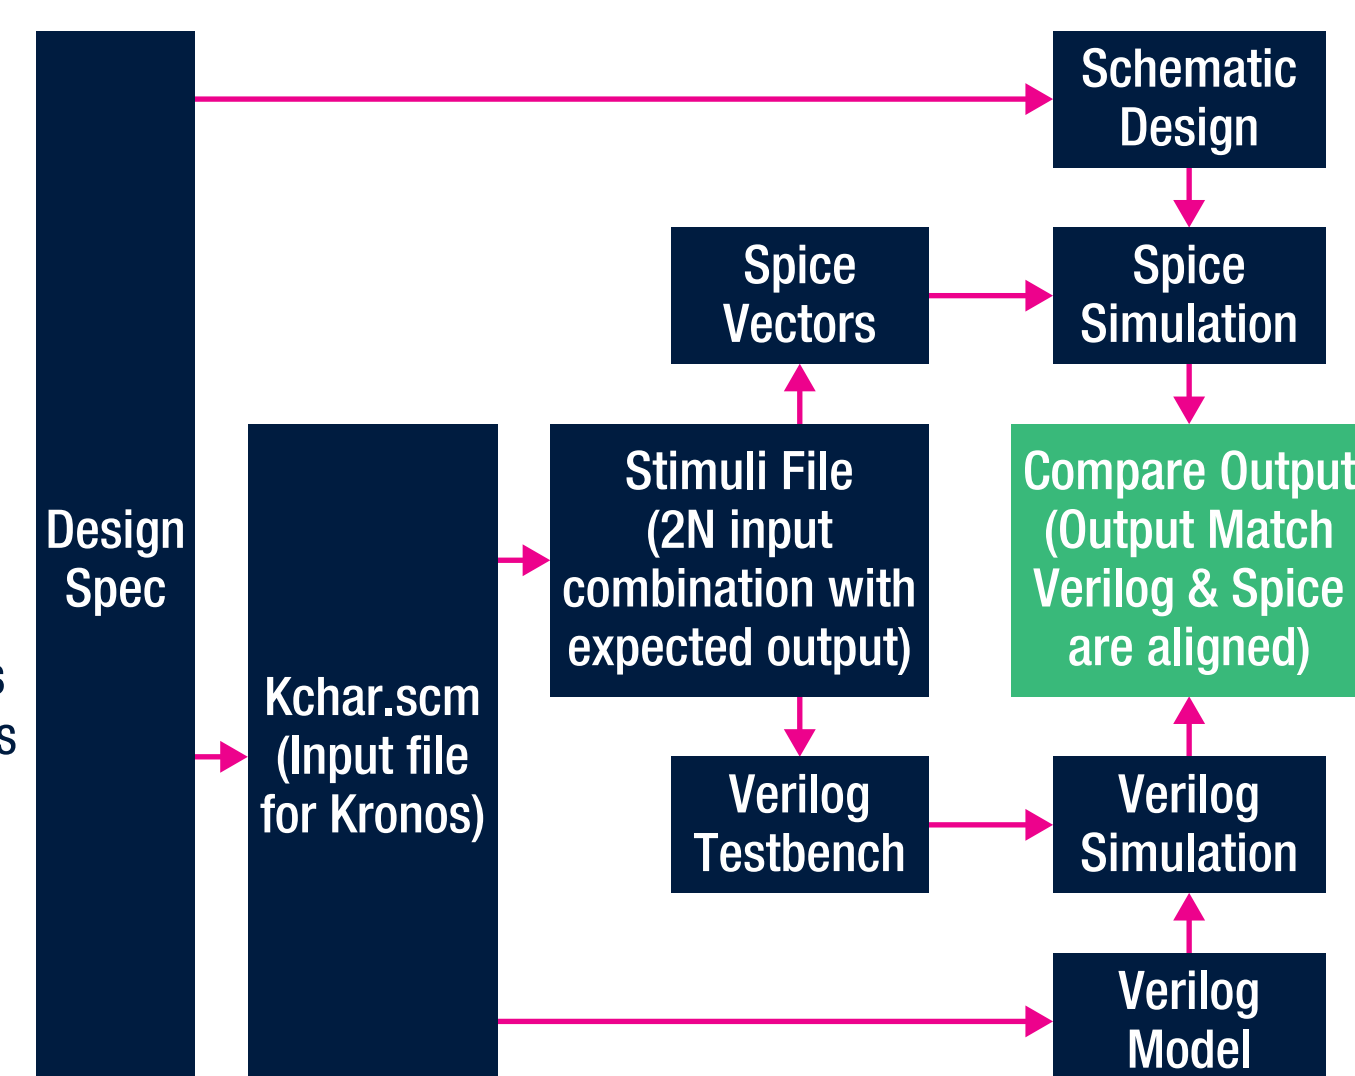 Schematic
Design
Spice
Vectors
Spice
Simulation
Design
Spec
Kchar.scm
(Input file
for Kronos)
Stimuli File
(2N input
combination with
expected output)
Compare Output
(Output Match
Verilog & Spice
are aligned)
Verilog
Testbench
Verilog
Simulation
Verilog
Model
s
s